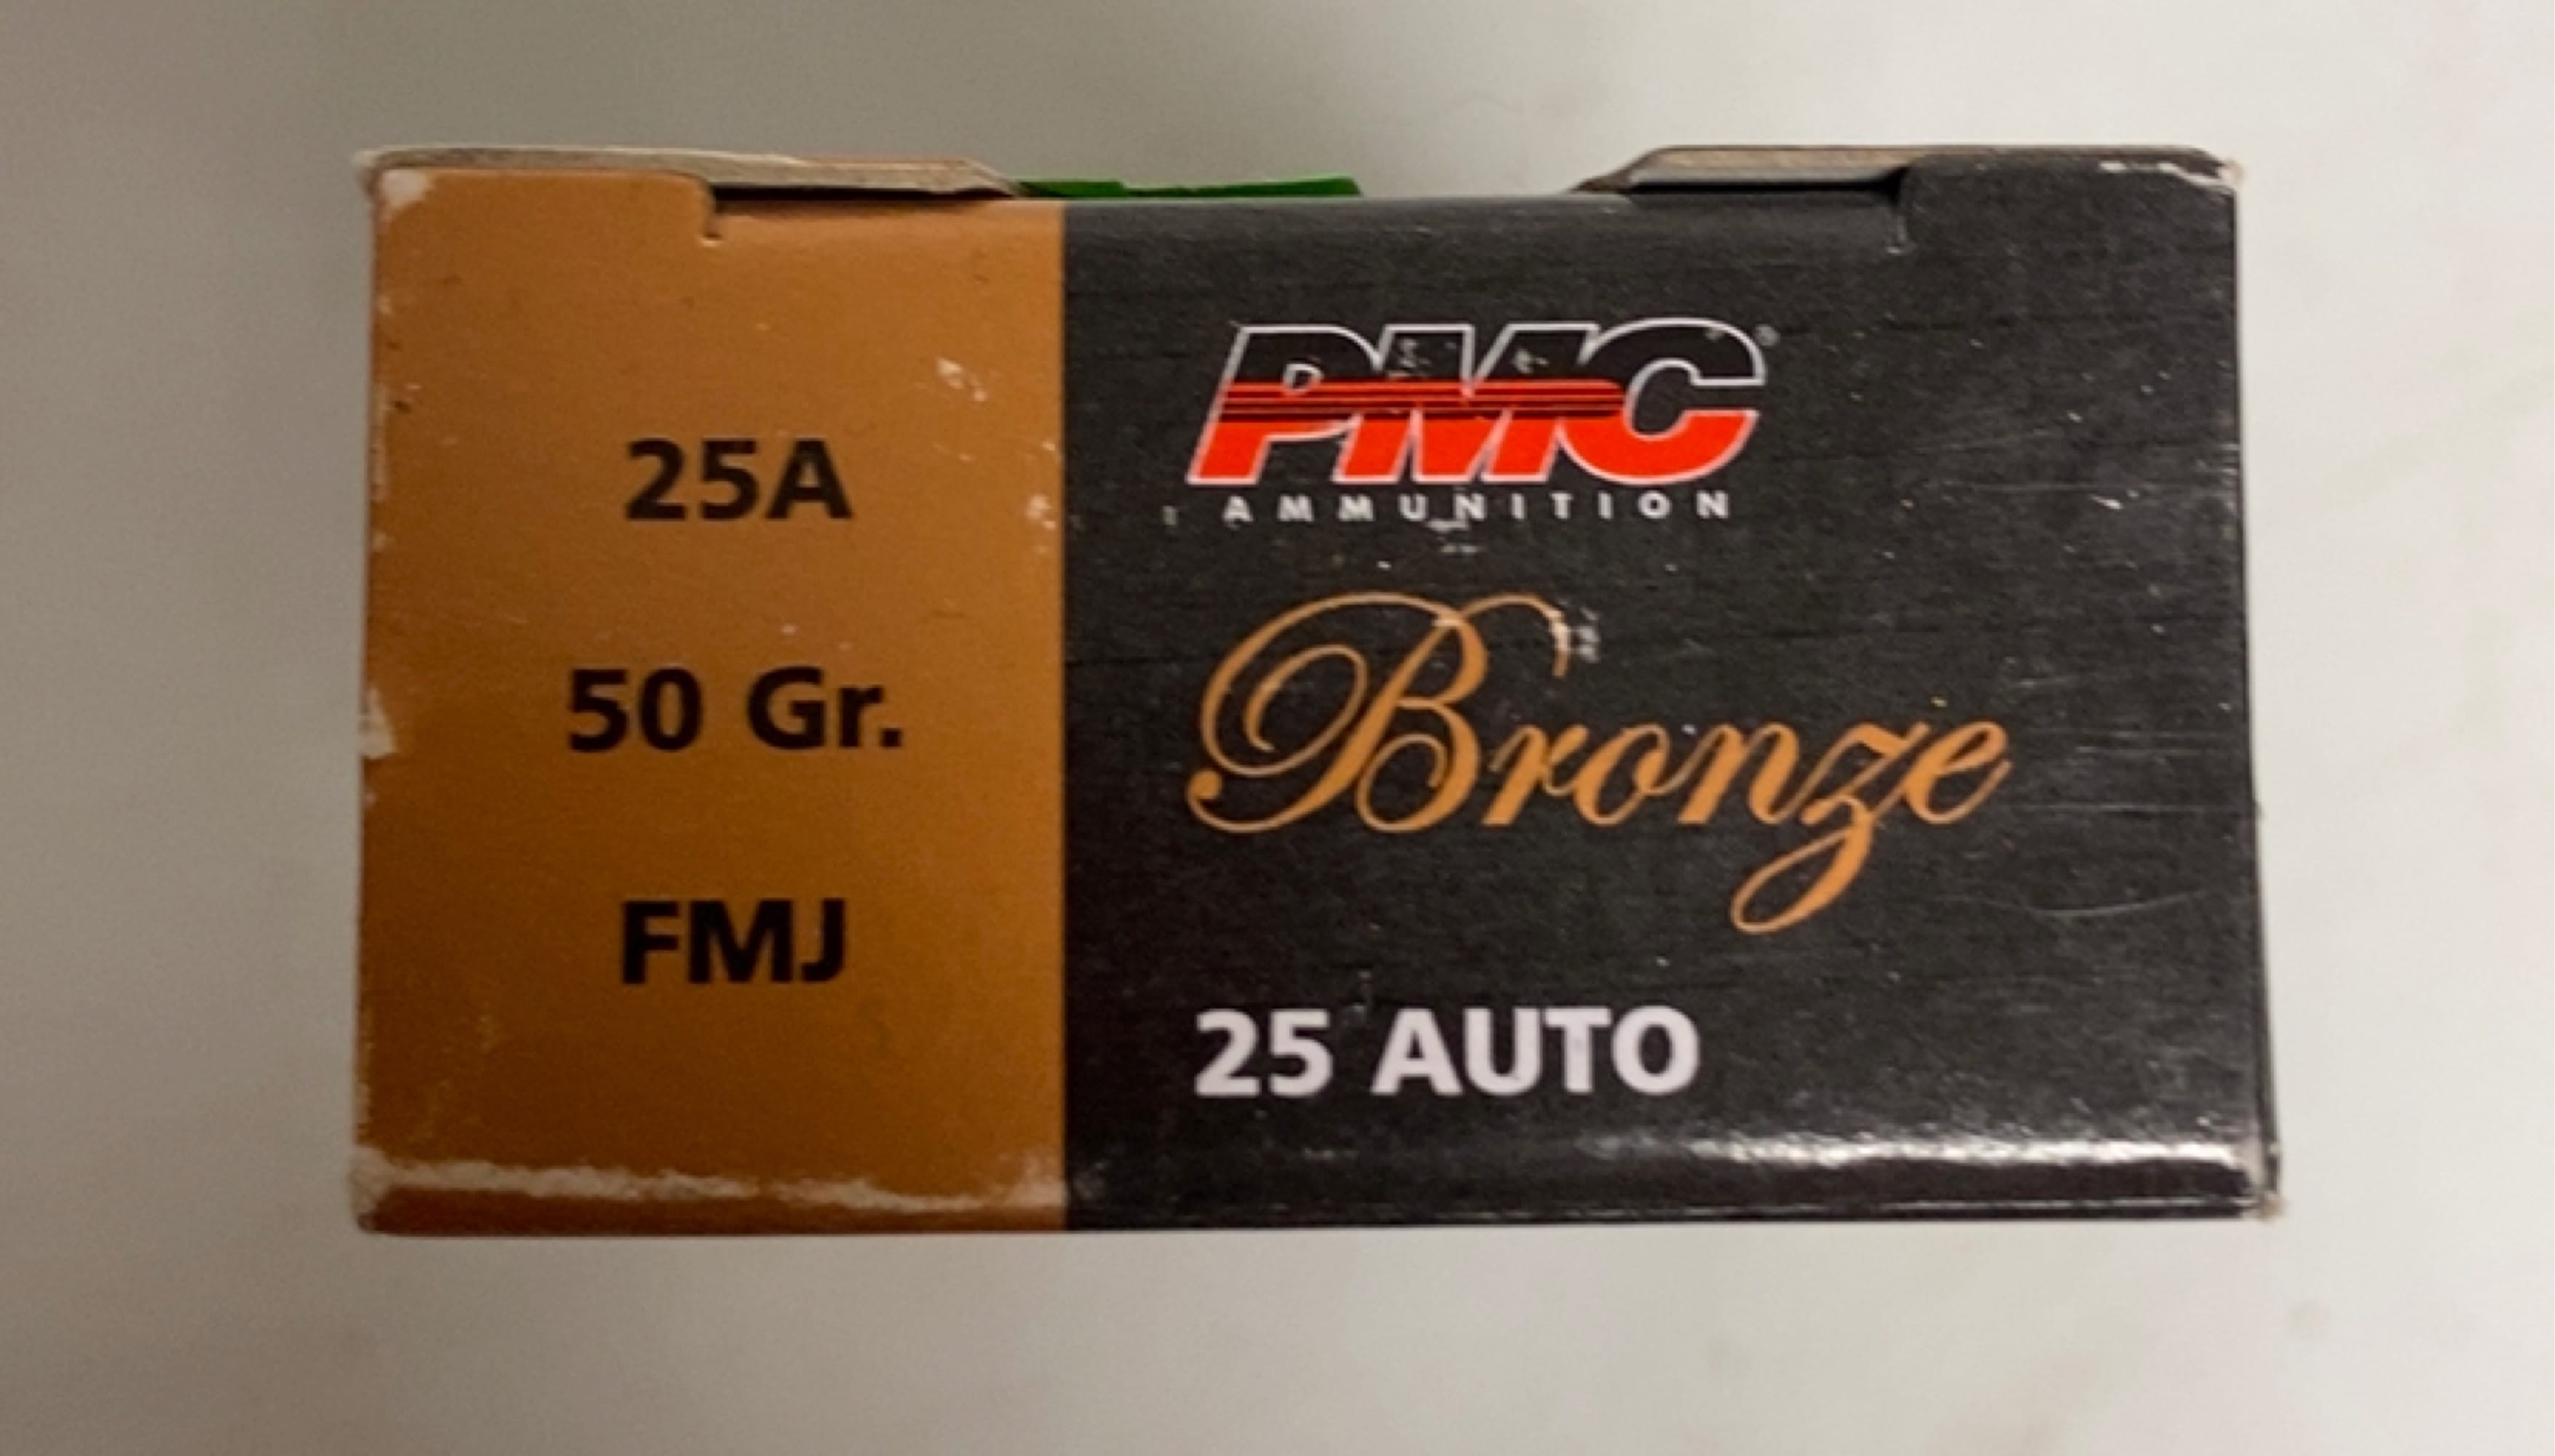 25A
50 Gr.
FMJ
PMC®
AMMUNITION
Bronze
25 AUTO